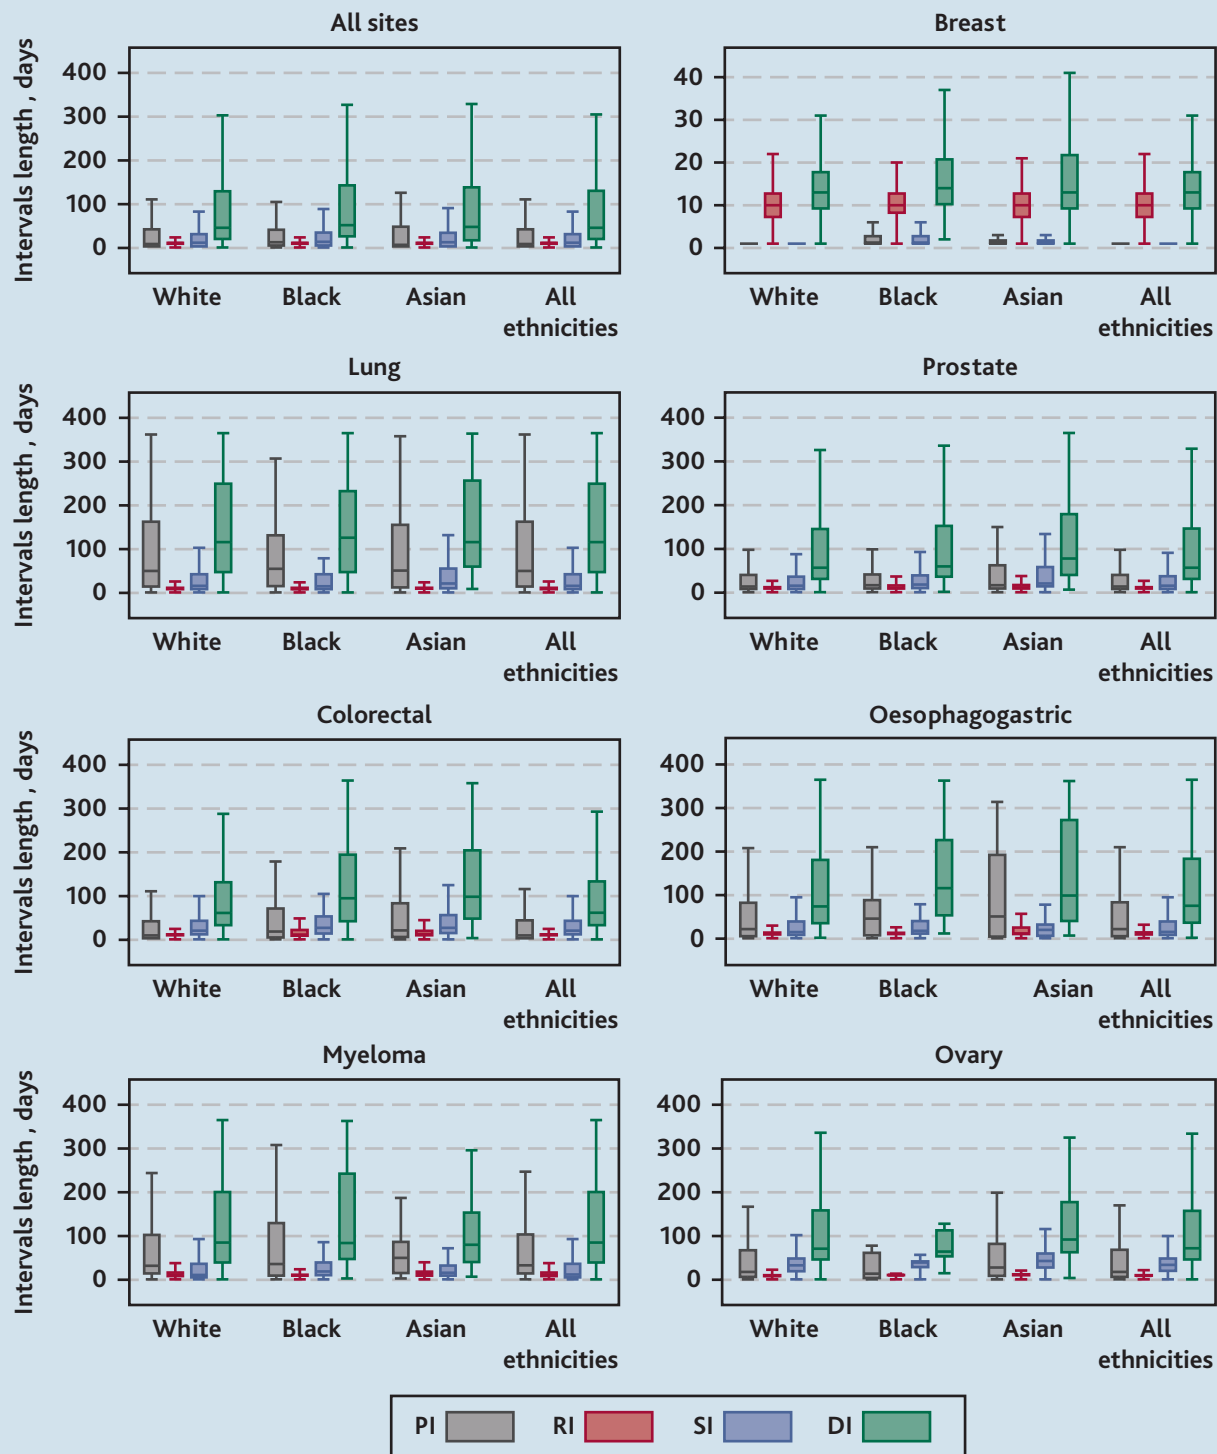 All sites
Intervals length , days
400
300
200
100
0
White
Black
Asian
All
ethnicities
Breast
40
30
20
10
0
White
Black
Asian
All
ethnicities
Lung
Intervals length , days
400
300
200
100
0
White
Black
Asian
All
ethnicities
Prostate
400
300
200
100
0
White
Black
Asian
All
ethnicities
Colorectal
Intervals length , days
400
300
200
100
0
White
Black
Asian
All
ethnicities
Oesophagogastric
400
300
200
100
0
White
Black
Asian
All
ethnicities
Myeloma
Intervals length , days
400
300
200
100
0
White
Black
Asian
All
ethnicities
Ovary
400
300
200
100
0
White
Black
Asian
All
ethnicities
PI RI SI DI